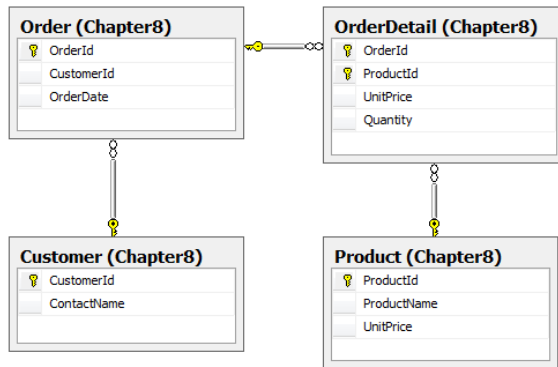 Order (Chapter8)
OrderId
CustomerId
OrderDate
OrderDetail (Chapter8)
OrderId
ProductId
UnitPrice
Quantity
Customer (Chapter8)
CustomerId
ContactName
Product (Chapter8)
ProductId
ProductName
UnitPrice